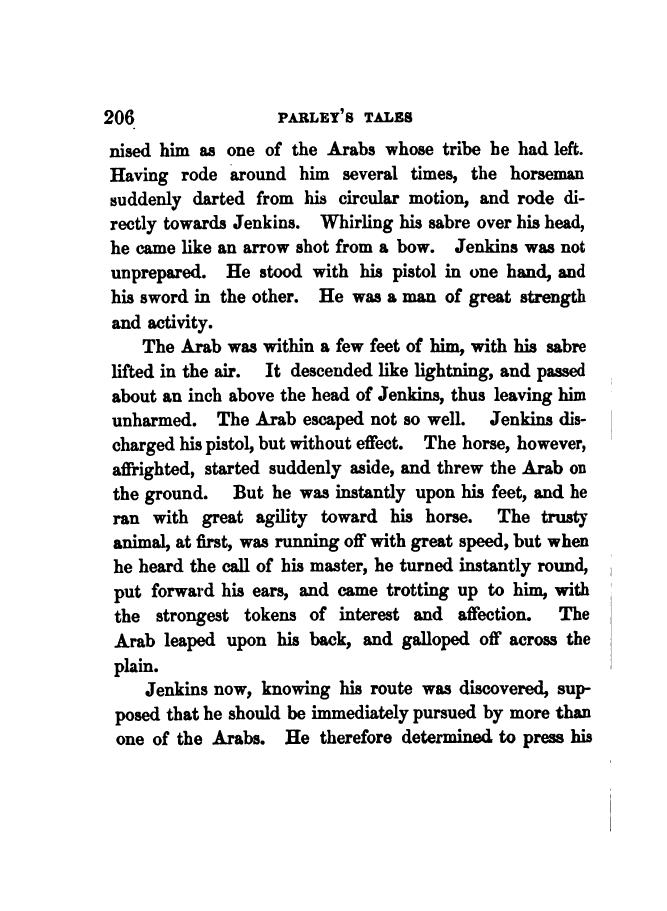 206 PARLEY'S TALES
nised him as one of the Arabs whose tribe he had left.
Having rode around him several times, the horseman
suddenly darted from his circular motion, and rode di-
rectly towards Jenkins. Whirling his sabre over his head,
he came like an arrow shot from a bow. Jenkins was not
unprepared. He stood with his pistol in one hand, and
his sword in the other. He was a man of great strength
and activity.
The Arab was within a few feet of him, with his sabre
lifted in the air. It descended like lightning, and passed
about an inch above the head of Jenkins, thus leaving him
unharmed. The Arab escaped not so well. Jenkins dis-
charged his pistol, but without effect. The horse, however,
affrighted, started suddenly aside, and threw the Arab on
the ground. But he was instantly upon his feet, and he
ran with great agility toward his horse. The trusty
animal, at first, was running off with great speed, but when
he heard the call of his master, he turned instantly round,
put forward his ears, and came trotting up to him, with
the strongest tokens of interest and affection. The
Arab leaped upon his back, and galloped off across the
plain.
Jenkins now, knowing his route was discovered, sup-
posed that he should be immediately pursued by more than
one of the Arabs. He therefore determined to press his